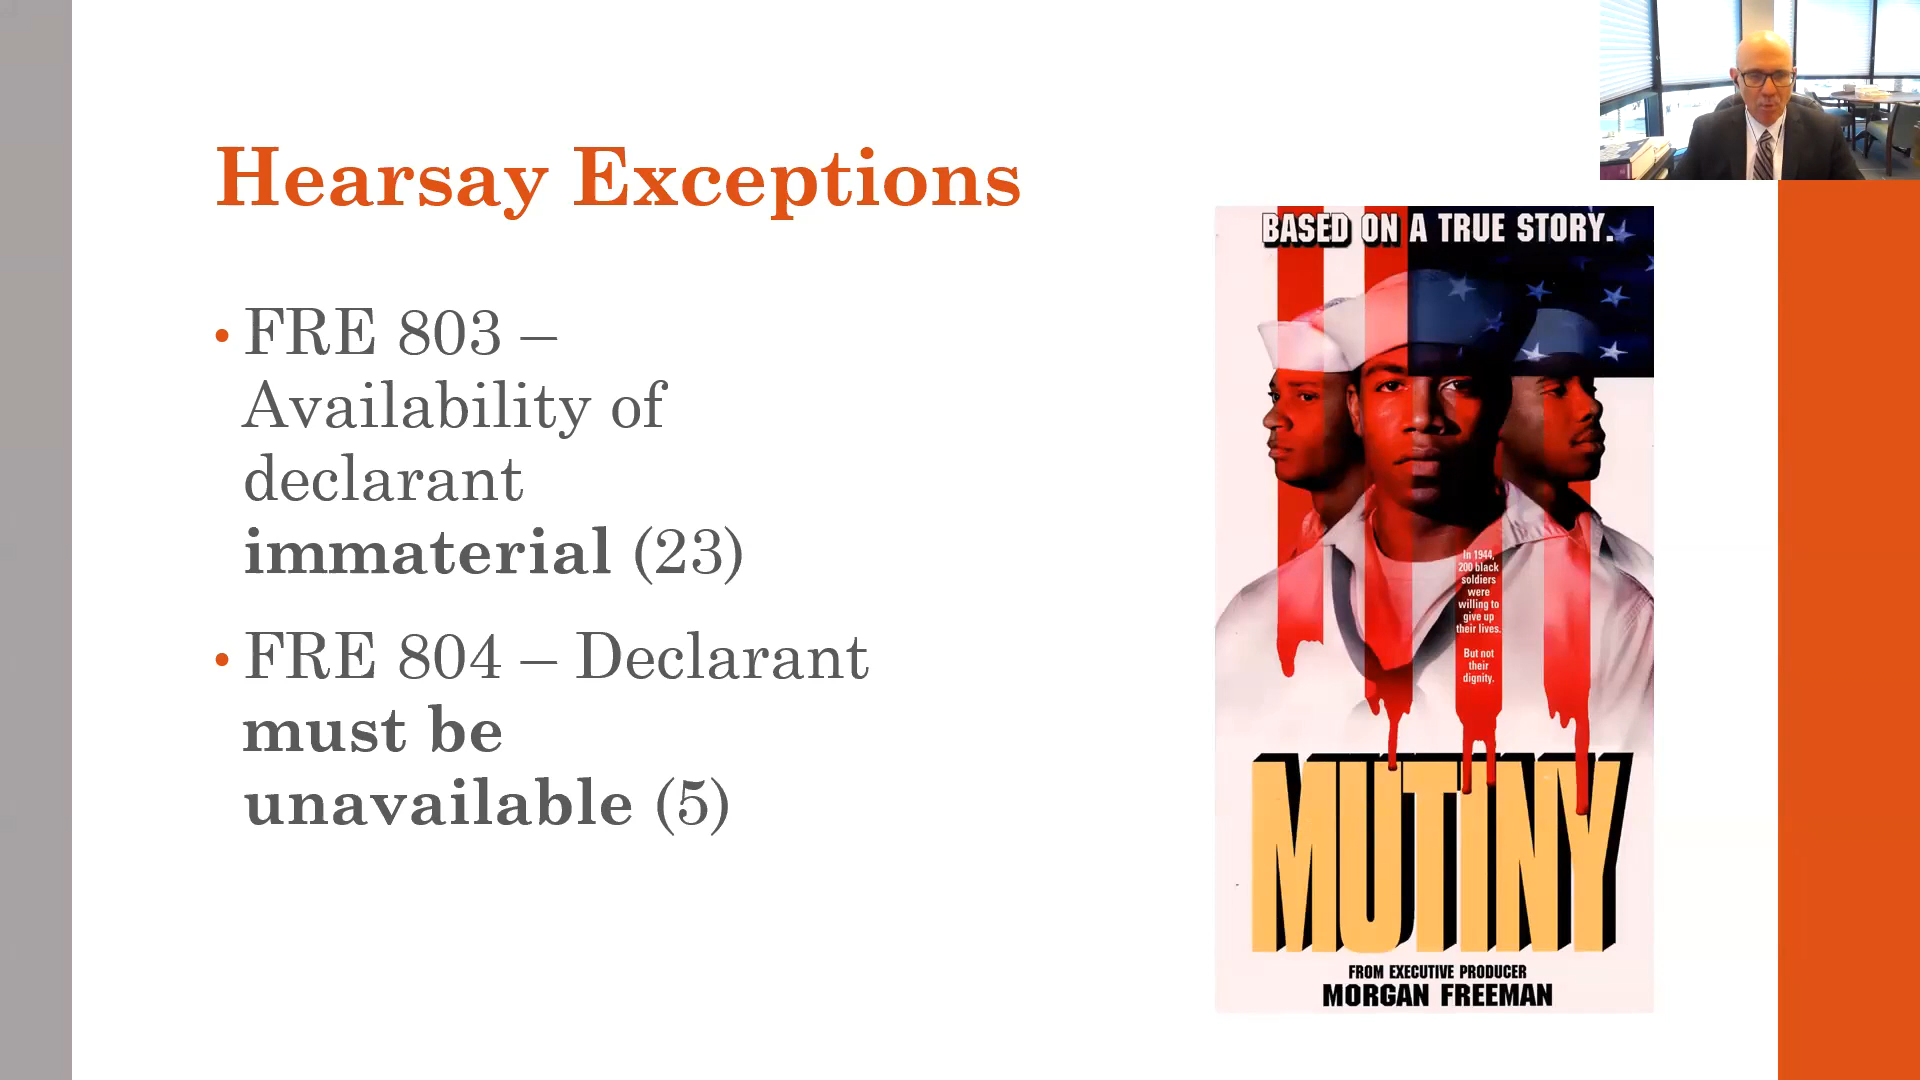 Hearsay Exceptions
• FRE 803 –
Availability of
declarant
immaterial (23)
• FRE 804 – Declarant
must be
unavailable (5)
BASED ON A TRUE STORY.
In 1944,
200 black
soldiers
were
willing to
give up
their lives.
But not
their
dignity.
MUTINY
FROM EXECUTIVE PRODUCER
MORGAN FREEMAN